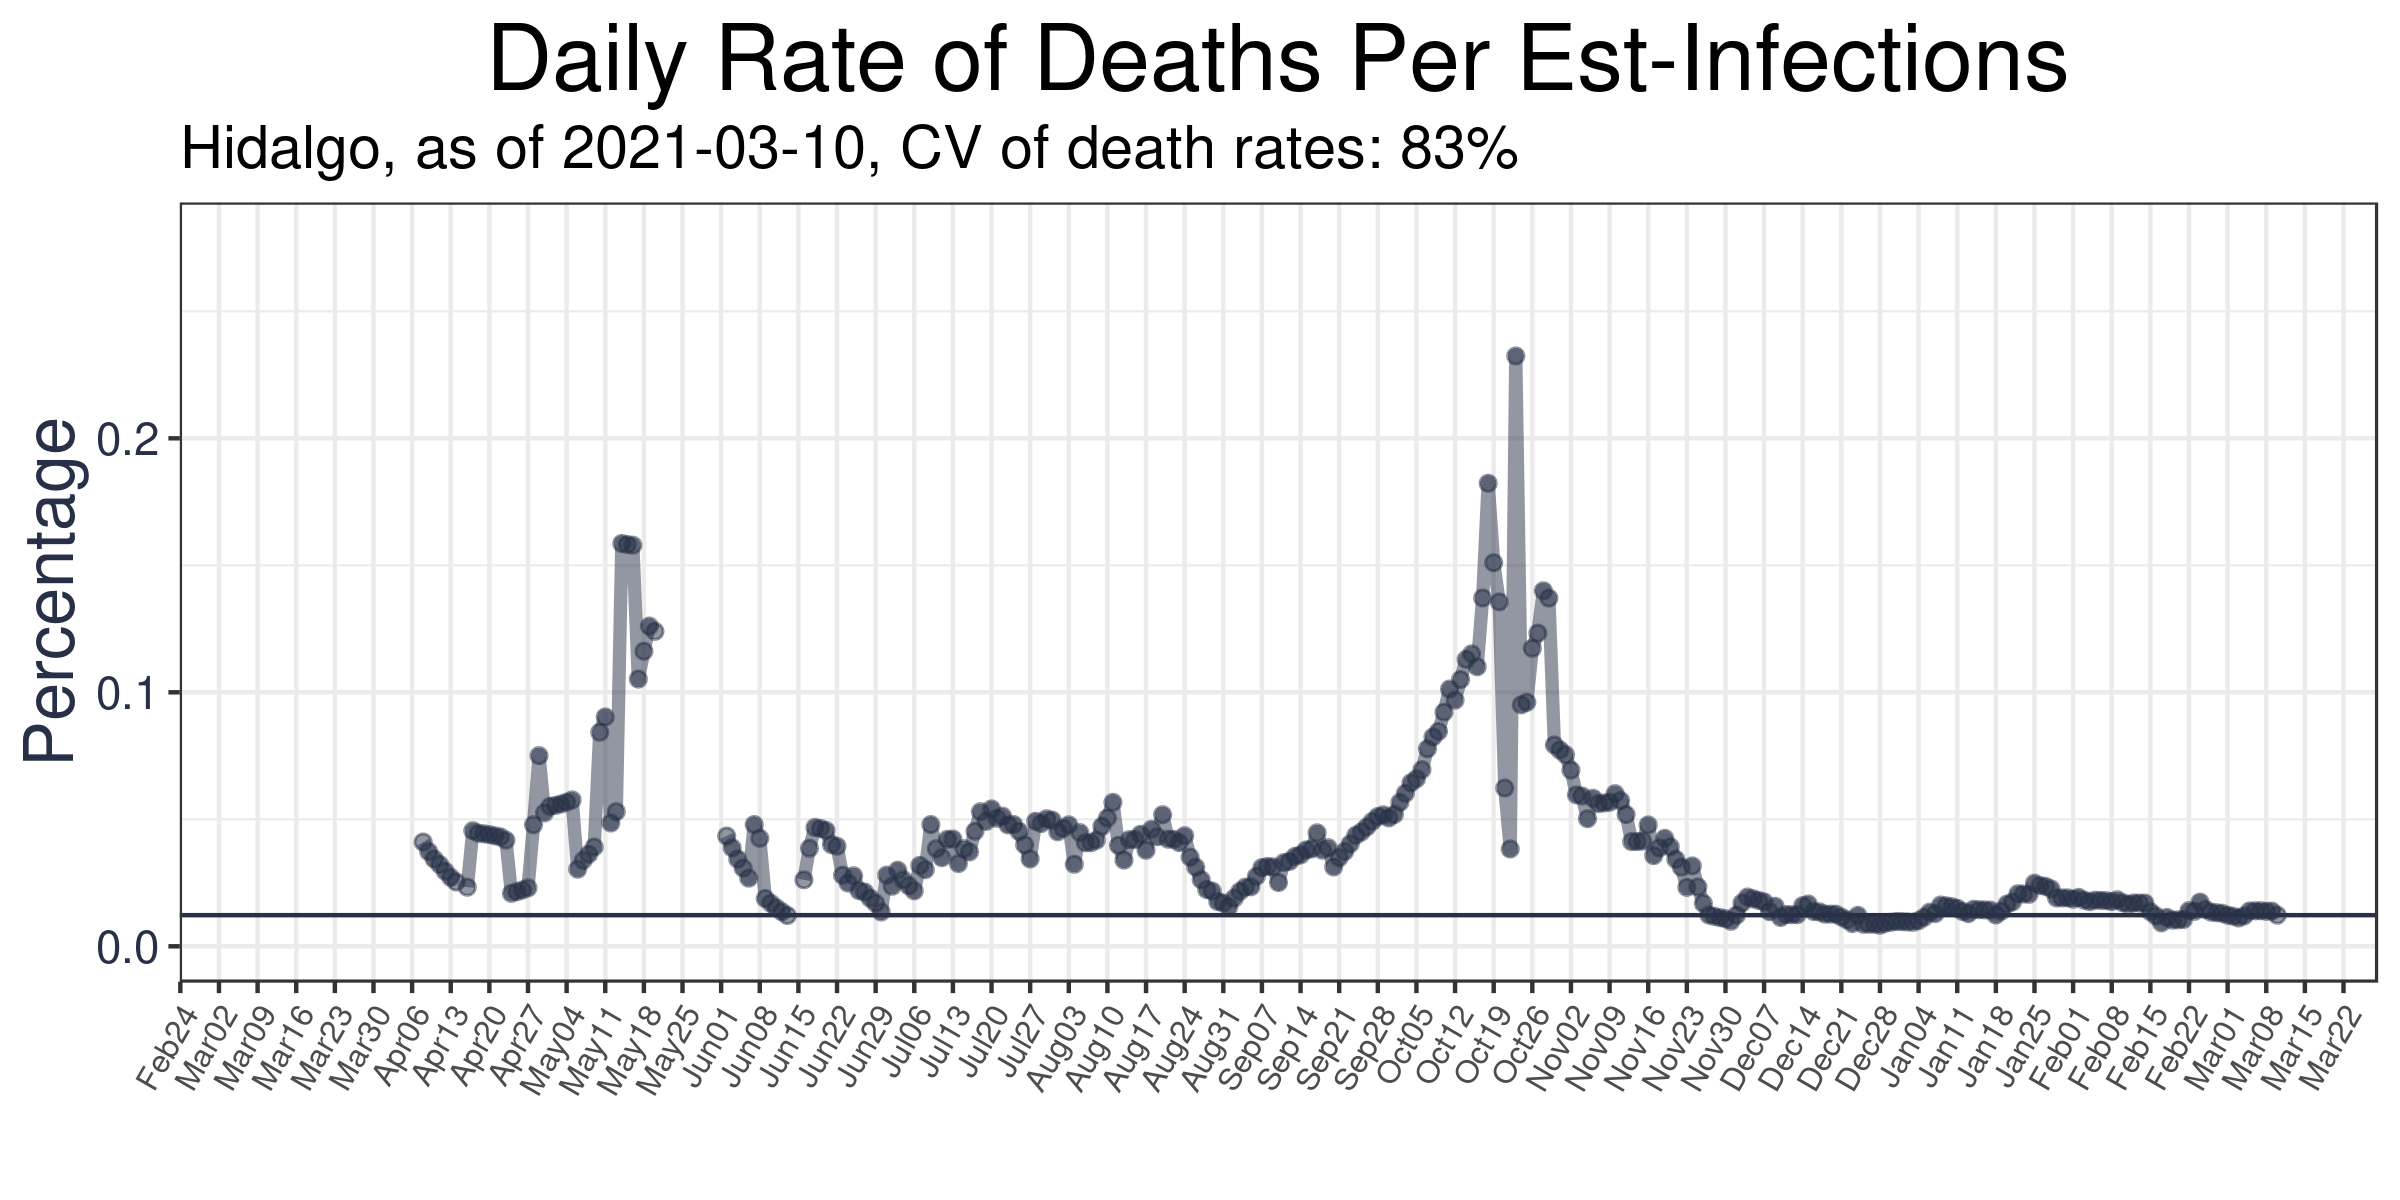 Daily Rate of Deaths Per Est-Infections
Hidalgo, as of 2021-03-10, CV of death rates: 83%
Percentage
0.2
0.1
0.0
Feb24 Mar02 Mar09 Mar16 Mar23 Mar30 Apr06 Apr13 Apr20 Apr27 May04 May11 May18 May25 Jun01 Jun08 Jun15 Jun22 Jun29 Jul06 Jul13 Jul20 Jul27 Aug03 Aug10 Aug17 Aug24 Aug31 Sep07 Sep14 Sep21 Sep28 Oct05 Oct12 Oct19 Oct26 Nov02 Nov09 Nov16 Nov23 Nov30 Dec07 Dec14 Dec21 Dec28 Jan04 Jan11 Jan18 Jan25 Feb01 Feb08 Feb15 Feb22 Mar01 Mar08 Mar15 Mar22